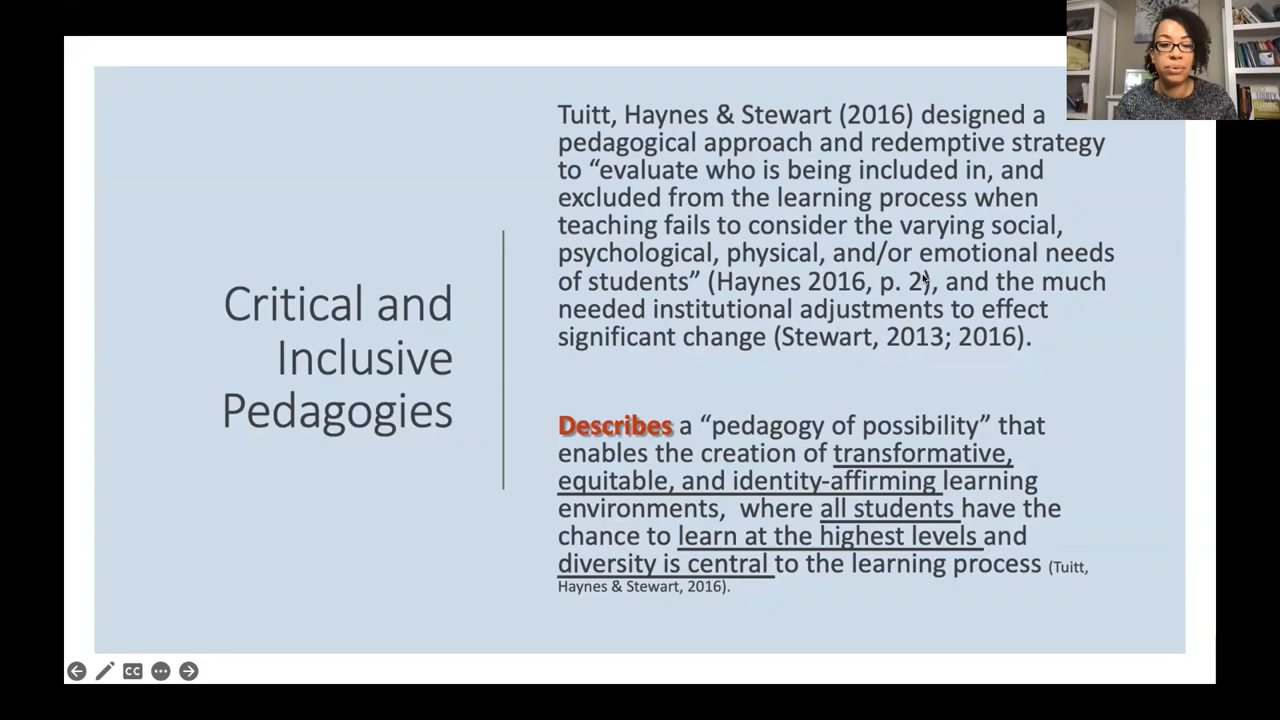 Critical and
Inclusive
Pedagogies
Tuitt, Haynes & Stewart (2016) designed a
pedagogical approach and redemptive strategy
to “evaluate who is being included in, and
excluded from the learning process when
teaching fails to consider the varying social,
psychological, physical, and/or emotional needs
of students” (Haynes 2016, p. 2), and the much
needed institutional adjustments to effect
significant change (Stewart, 2013; 2016).
Describes a “pedagogy of possibility” that
enables the creation of transformative,
equitable, and identity-affirming learning
environments, where all students have the
chance to learn at the highest levels and
diversity is central to the learning process (Tuitt,
Haynes & Stewart, 2016).
CC